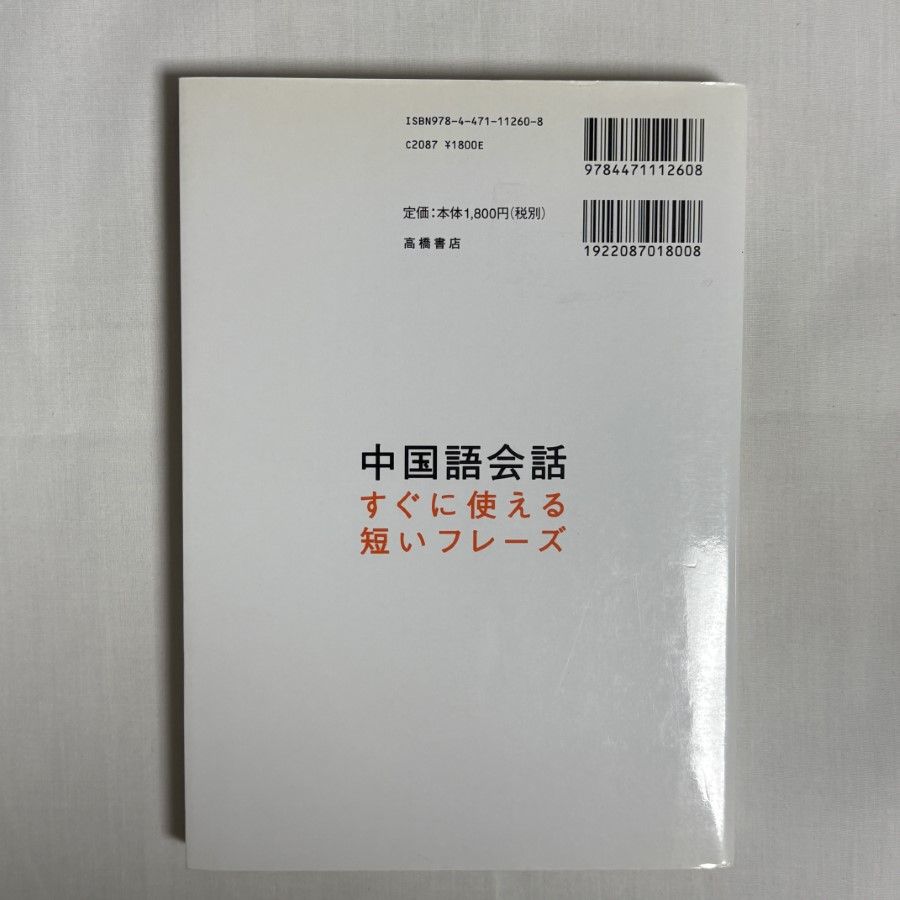 ISBN978-4-471-11260-8
C2087 ¥1800E
9784471112608
定価:本体1,800円(税別)
高橋書店
1922087018008
中国語会話
すぐに使える
短いフレーズ